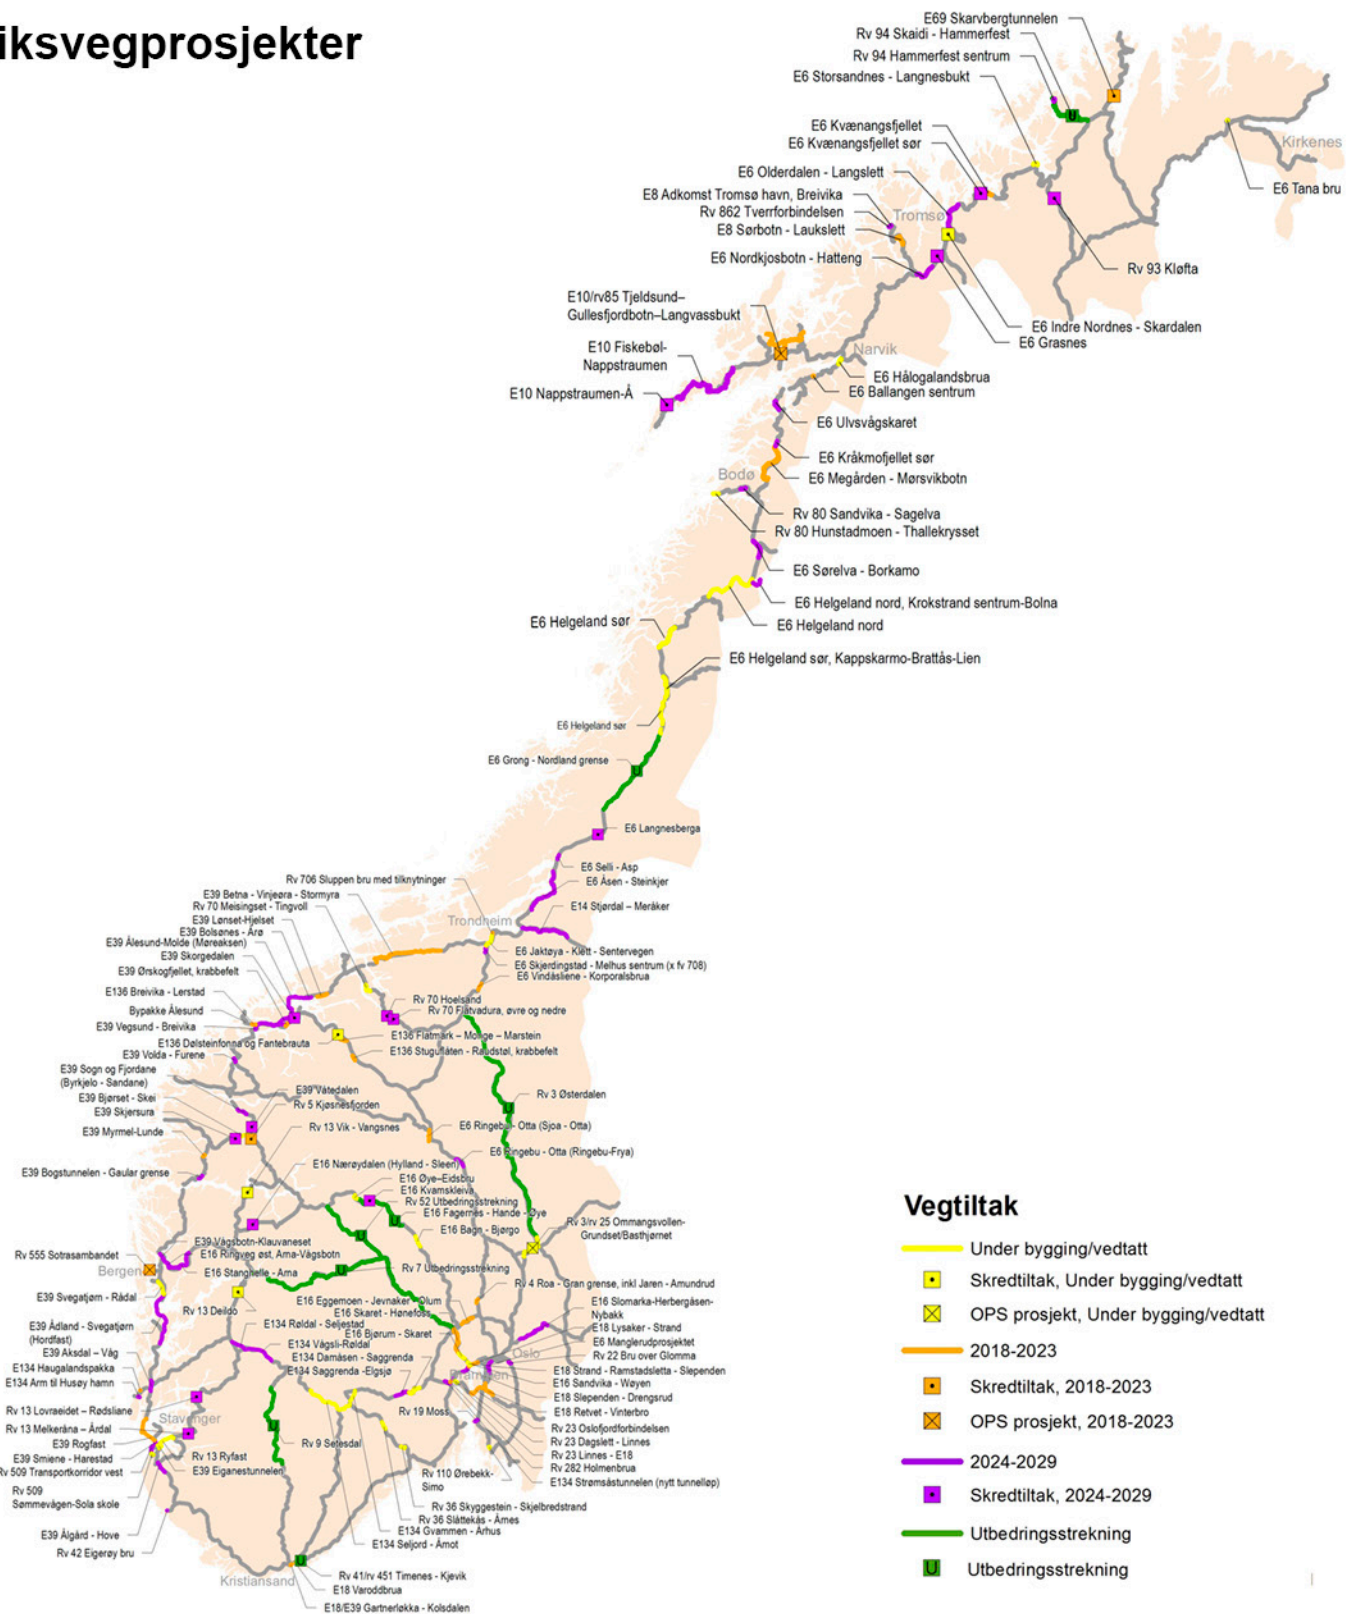 iksvegprosjekter
E69 Skarvbergtunnelen
Rv 94 Skaidi - Hammerfest
Rv 94 Hammerfest sentrum
E6 Storsandnes - Langnesbukt
E6 Kvænangsfjellet
E6 Kvænangsfjellet sør
Kirkenes
E6 Olderdalen - Langslett
E6 Tana bru
E8 Adkomst Tromsø havn, Breivika
Rv 862 Tverrforbindelsen
Tromsø
E8 Sørbotn - Laukslett
E6 Nordkjosbotn - Hatteng
Rv 93 Kløfta
E10/rv85 Tjeldsund–
Gullesfjordbotn–Langvassbukt
E6 Indre Nordnes - Skardalen
E6 Grasnes
E10 Fiskebøl-
Nappstraumen
Narvik
E6 Hålogalandsbrua
E10 Nappstraumen-Å
E6 Ballangen sentrum
E6 Ulvsvågskaret
E6 Kråkmofjellet sør
Bodø
E6 Megården - Mørsvikbotn
Rv 80 Sandvika - Sagelva
Rv 80 Hunstadmoen - Thallekrysset
E6 Sørelva - Borkamo
E6 Helgeland nord, Krokstrand sentrum-Bolna
E6 Helgeland sør
E6 Helgeland nord
E6 Helgeland sør, Kappskarmo-Brattås-Lien
E6 Helgeland sør
E6 Grong - Nordland grense
E6 Langnesberga
E6 Selli - Asp
Rv 706 Sluppen bru med tilknytninger
E6 Åsen - Steinkjer
E39 Betna - Vinjeøra - Stormyra
Rv 70 Meisingset - Tingvoll
E14 Stjørdal – Meråker
E39 Lønset-Hjelset
Trondheim
E39 Bolsønes - Årø
E39 Ålesund-Molde (Møreaksen)
E6 Jaktøya - Klett - Sentervegen
E39 Skorgedalen
E6 Skjerdingstad - Melhus sentrum (x fv 708)
E39 Ørskogfjellet, krabbefelt
E6 Vindåsliene - Korporalsbrua
E136 Breivika - Lerstad
Rv 70 Hoelsand
Bypakke Ålesund
Rv 70 Flatvadura, øvre og nedre
E39 Vegsund - Breivika
E136 Flatmark – Monge – Marstein
E136 Dølsteinfonna og Fantebrauta
E136 Stuguflåten - Raudstøl, krabbefelt
E39 Volda - Furene
E39 Sogn og Fjordane
(Byrkjelo - Sandane)
E39 Våtedalen
Rv 3 Østerdalen
E39 Bjørset - Skei
Rv 5 Kjøsnesfjorden
E39 Skjersura
Rv 13 Vik - Vangsnes
E6 Ringebu - Otta (Sjoa - Otta)
E39 Myrmel-Lunde
E6 Ringebu - Otta (Ringebu-Frya)
E39 Bogstunnelen - Gaular grense
E16 Nærøydalen (Hylland - Sleen)
E16 Øye–Eidsbru
E16 Kvamskleiva
Rv 52 Utbedringsstrekning
E16 Fagernes - Hande - Øye
E16 Bagn - Bjørgo
Rv 3/rv 25 Ommangsvollen-
Grundset/Basthjørnet
E39 Vågsbotn-Klauvaneset
Rv 555 Sotrasambandet
E16 Ringveg øst, Arna-Vågsbotn
Bergen
E16 Stanghelle - Arna
Rv 7 Utbedringsstrekning
Rv 4 Roa - Gran grense, inkl Jaren - Amundrud
E39 Svegatjørn - Rådal
Rv 13 Deildo
E16 Eggemoen - Jevnaker - Olum
E16 Slomarka-Herbergåsen-
Nybakk
E16 Skaret - Hønefoss
E39 Ådland - Svegatjørn
(Hordfast)
E134 Røldal - Seljestad
E16 Bjørum - Skaret
E18 Lysaker - Strand
E6 Manglerudprosjektet
E134 Vågsli-Røldal
Oslo
Rv 22 Bru over Glomma
E39 Aksdal – Våg
E134 Damåsen - Saggrenda
E134 Haugalandspakka
E134 Saggrenda -Elgsjø
Drammen
E18 Strand - Ramstadsletta - Slependen
E134 Arm til Husøy hamn
E16 Sandvika - Wøyen
E18 Slependen - Drengsrud
Rv 13 Lovraeidet – Rødsliane
Rv 19 Moss
E18 Retvet - Vinterbro
Stavanger
Rv 13 Melkeråna – Årdal
Rv 23 Oslofjordforbindelsen
E39 Rogfast
Rv 9 Setesdal
Rv 23 Dagslett - Linnes
E39 Smiene - Harestad
Rv 13 Ryfast
Rv 23 Linnes - E18
Rv 509 Transportkorridor vest
E39 Eiganestunnelen
Rv 282 Holmenbrua
Rv 110 Ørebekk-
Simo
E134 Strømsåstunnelen (nytt tunnelløp)
Rv 509
Sømmevågen-Sola skole
Rv 36 Skyggestein - Skjelbredstrand
Rv 36 Slåttekås - Årnes
E39 Ålgård - Hove
E134 Gvammen - Århus
E134 Seljord - Åmot
Rv 42 Eigerøy bru
Kristiansand
Rv 41/rv 451 Timenes - Kjevik
E18 Varoddbrua
E18/E39 Gartnerløkka - Kolsdalen
Vegtiltak
Under bygging/vedtatt
Skredtiltak, Under bygging/vedtatt
OPS prosjekt, Under bygging/vedtatt
2018-2023
Skredtiltak, 2018-2023
OPS prosjekt, 2018-2023
2024-2029
Skredtiltak, 2024-2029
Utbedringsstrekning
U Utbedringsstrekning